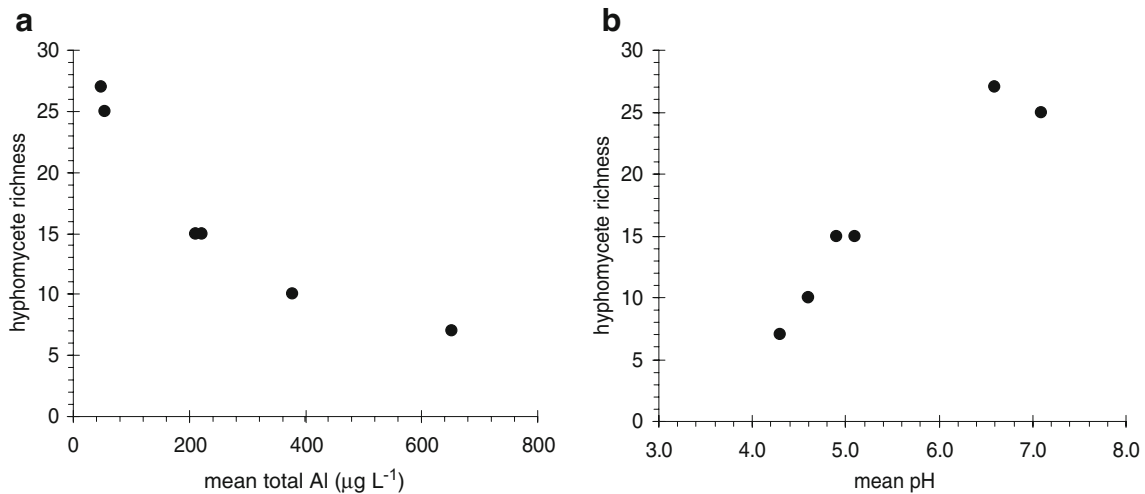 a
30
25
20
15
10
5
0
hyphomycete richness
0 200 400 600 800
mean total Al (µg L⁻¹)
b
30
25
20
15
10
5
0
hyphomycete richness
3.0 4.0 5.0 6.0 7.0 8.0
mean pH